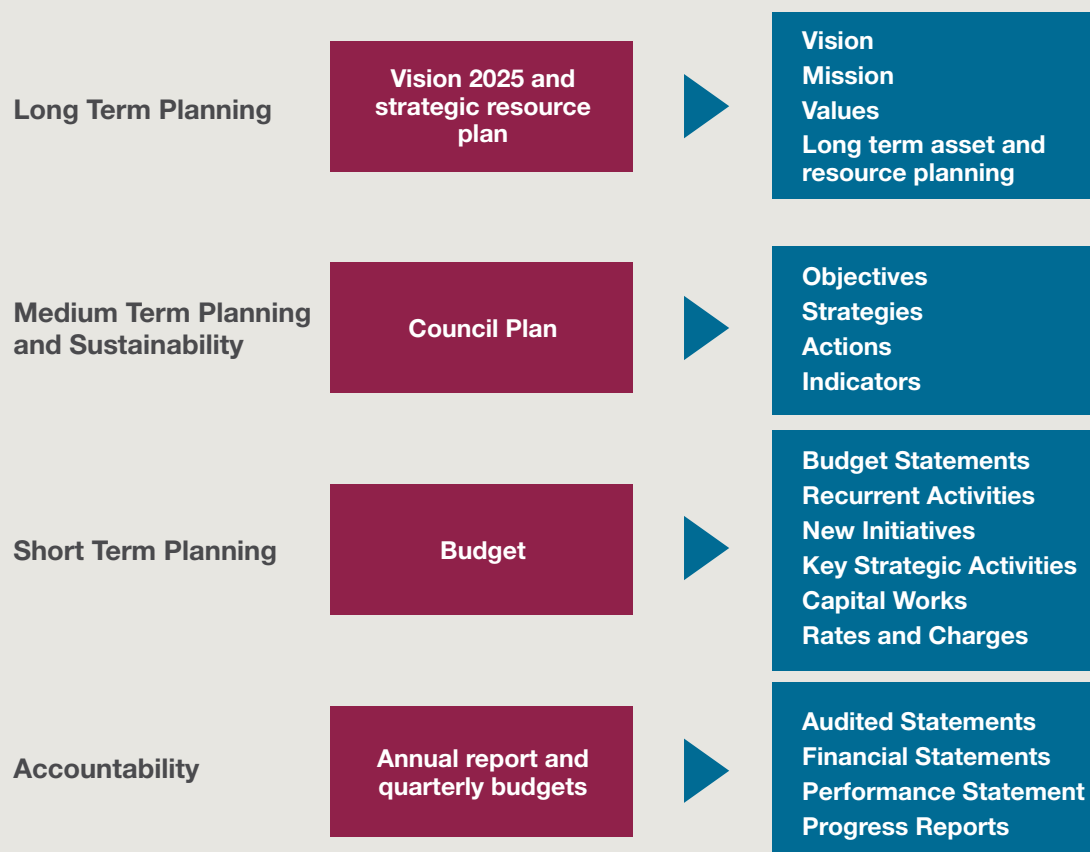 Long Term Planning
Vision 2025 and
strategic resource
plan
Vision
Mission
Values
Long term asset and
resource planning
Medium Term Planning
and Sustainability
Council Plan
Objectives
Strategies
Actions
Indicators
Short Term Planning
Budget
Budget Statements
Recurrent Activities
New Initiatives
Key Strategic Activities
Capital Works
Rates and Charges
Accountability
Annual report and
quarterly budgets
Audited Statements
Financial Statements
Performance Statement
Progress Reports